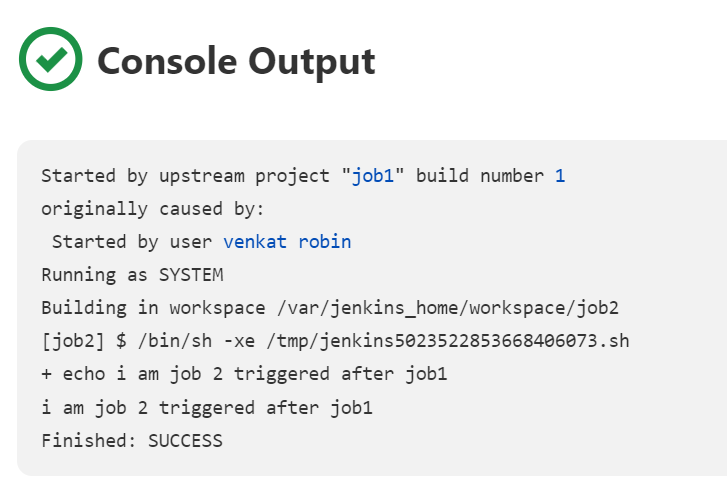 Console Output
Started by upstream project "job1" build number 1
originally caused by:
Started by user venkat robin
Running as SYSTEM
Building in workspace /var/jenkins_home/workspace/job2
[job2] $ /bin/sh -xe /tmp/jenkins5023522853668406073.sh
+ echo i am job 2 triggered after job1
i am job 2 triggered after job1
Finished: SUCCESS